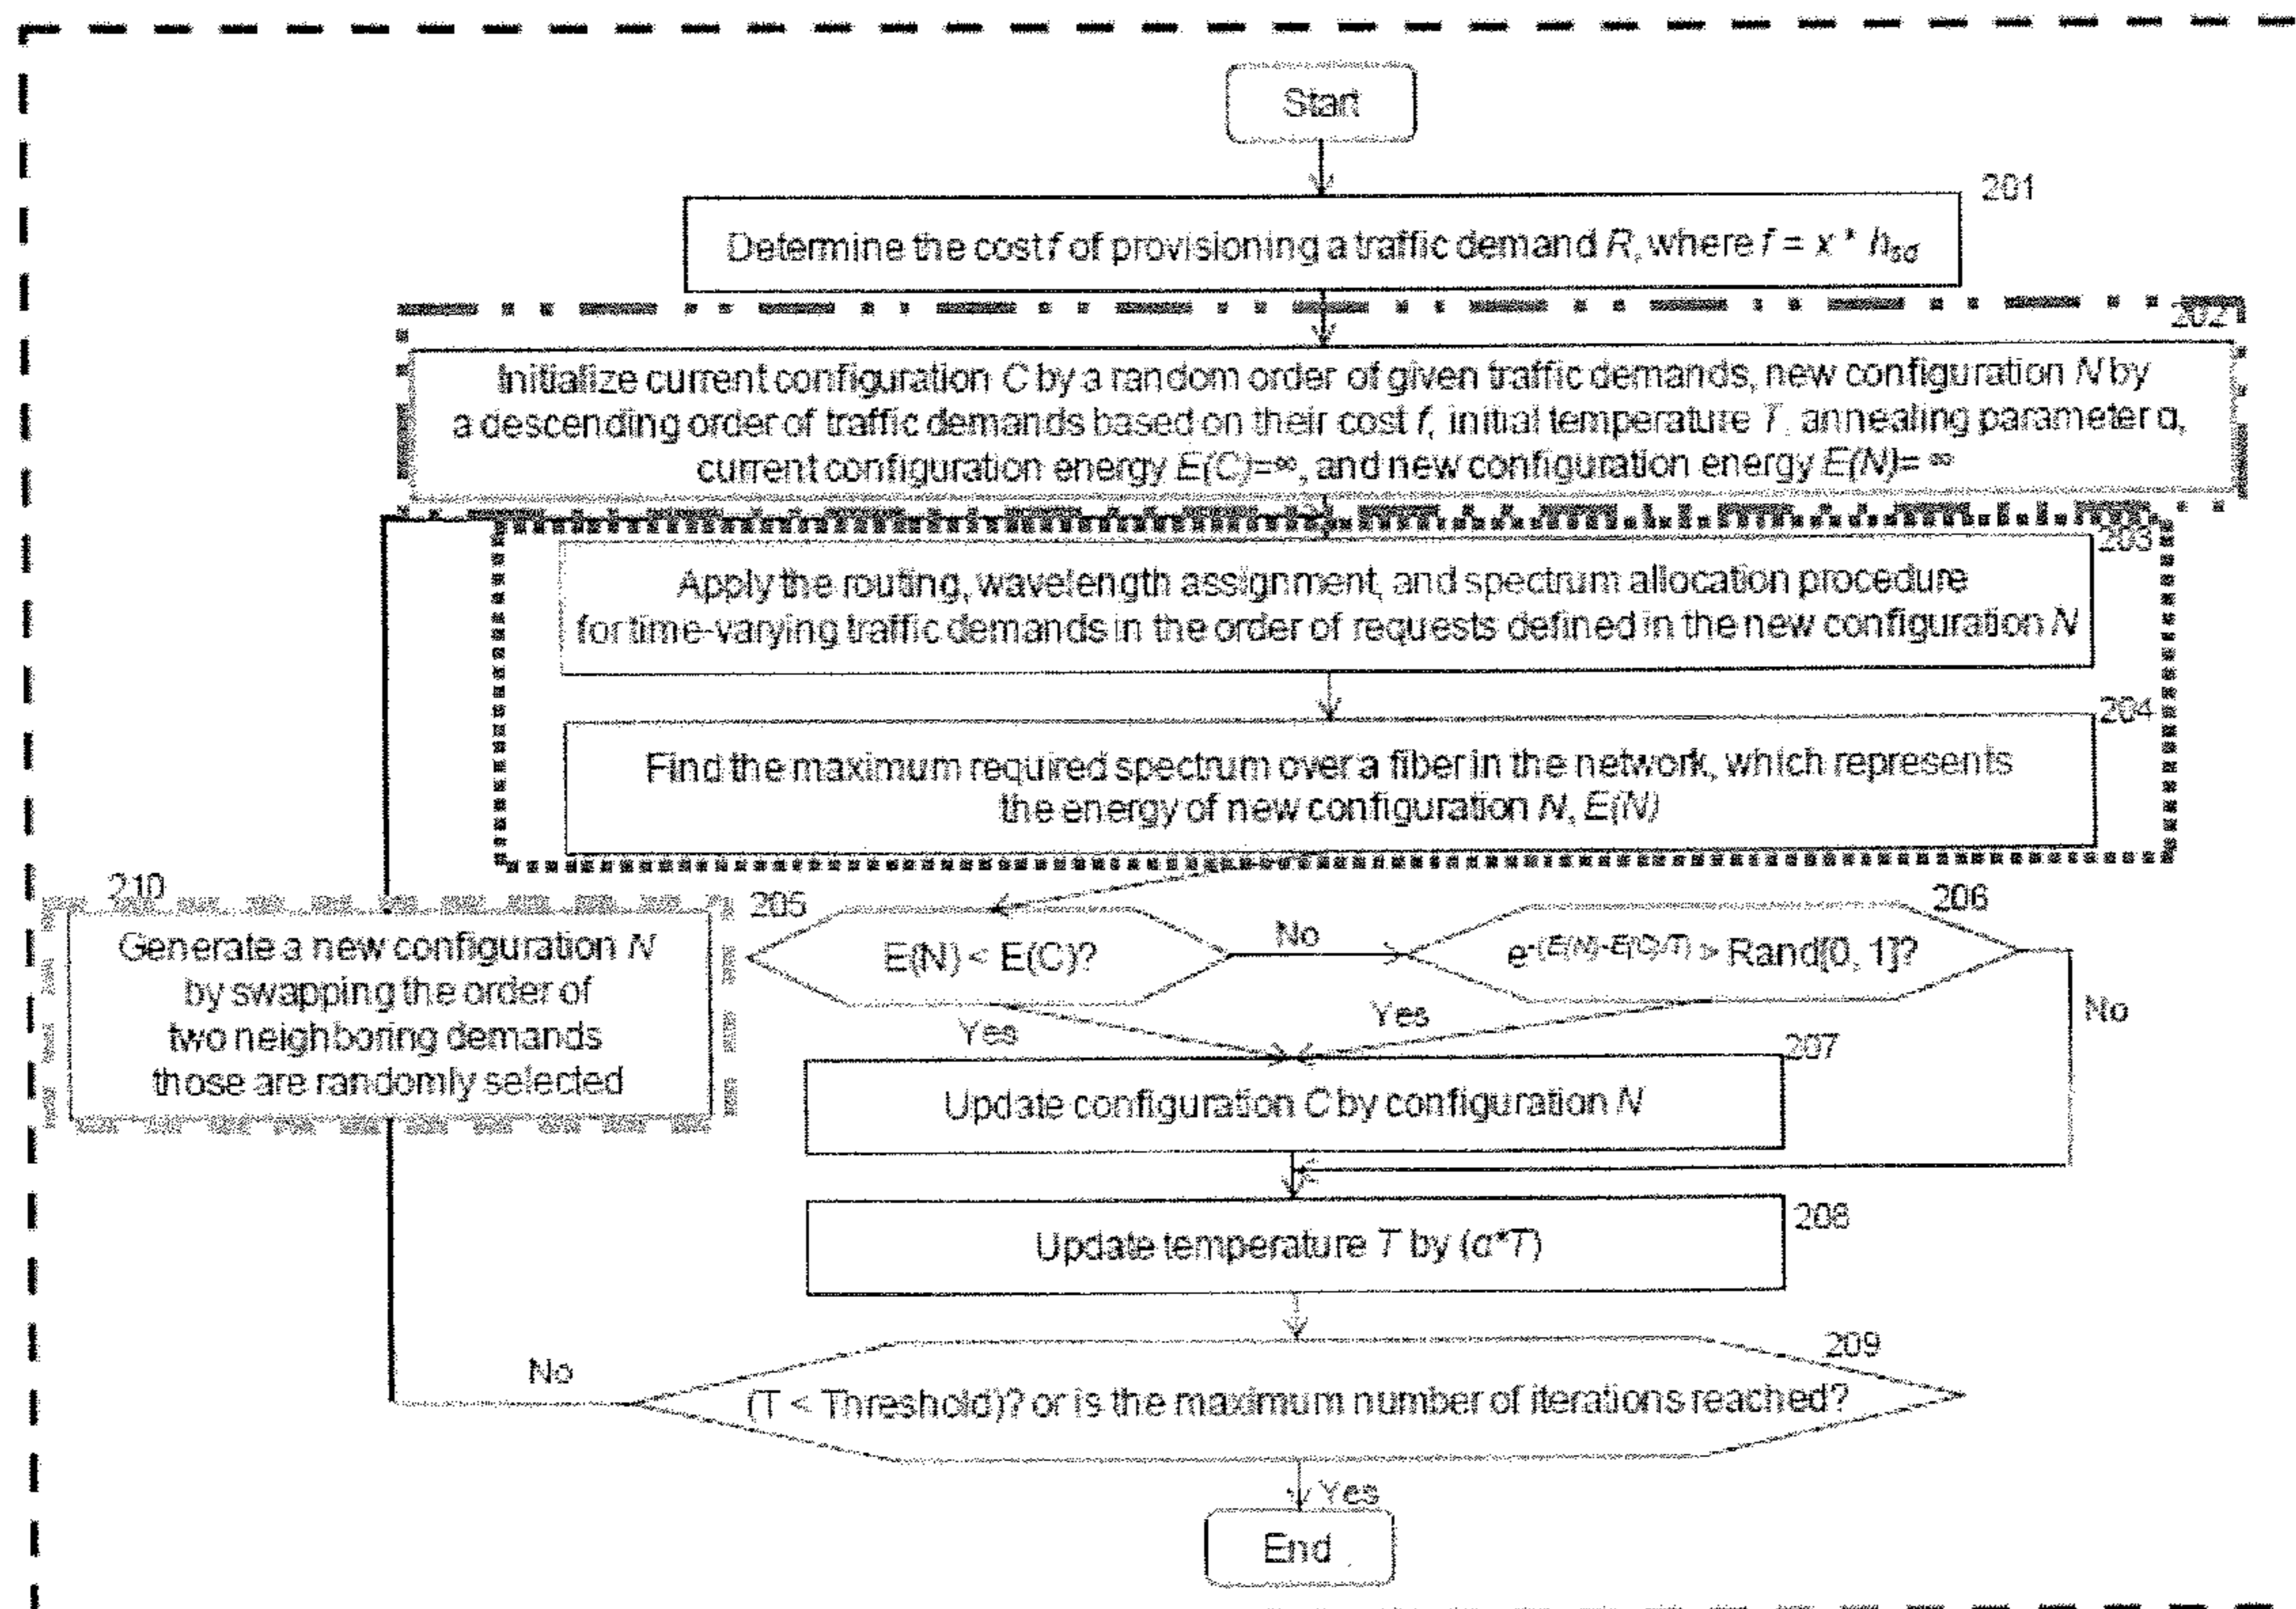 Start
201
Determine the cost f of provisioning a traffic demand R, where f = x * h_sd
202
Initialize current configuration C by a random order of given traffic demands, new configuration N by
a descending order of traffic demands based on their cost f, initial temperature T, annealing parameter α,
current configuration energy E(C)=∞, and new configuration energy E(N)= ∞
203
Apply the routing, wavelength assignment, and spectrum allocation procedure
for time-varying traffic demands in the order of requests defined in the new configuration N
204
Find the maximum required spectrum over a fiber in the network, which represents
the energy of new configuration N, E(N)
210
Generate a new configuration N
by swapping the order of
two neighboring demands
those are randomly selected
205
E(N) < E(C)?
No
206
e-(E(N)-E(C)/T) > Rand[0, 1]?
Yes
Yes
No
207
Update configuration C by configuration N
208
Update temperature T by (α*T)
209
No
(T < Threshold)? or is the maximum number of iterations reached?
Yes
End